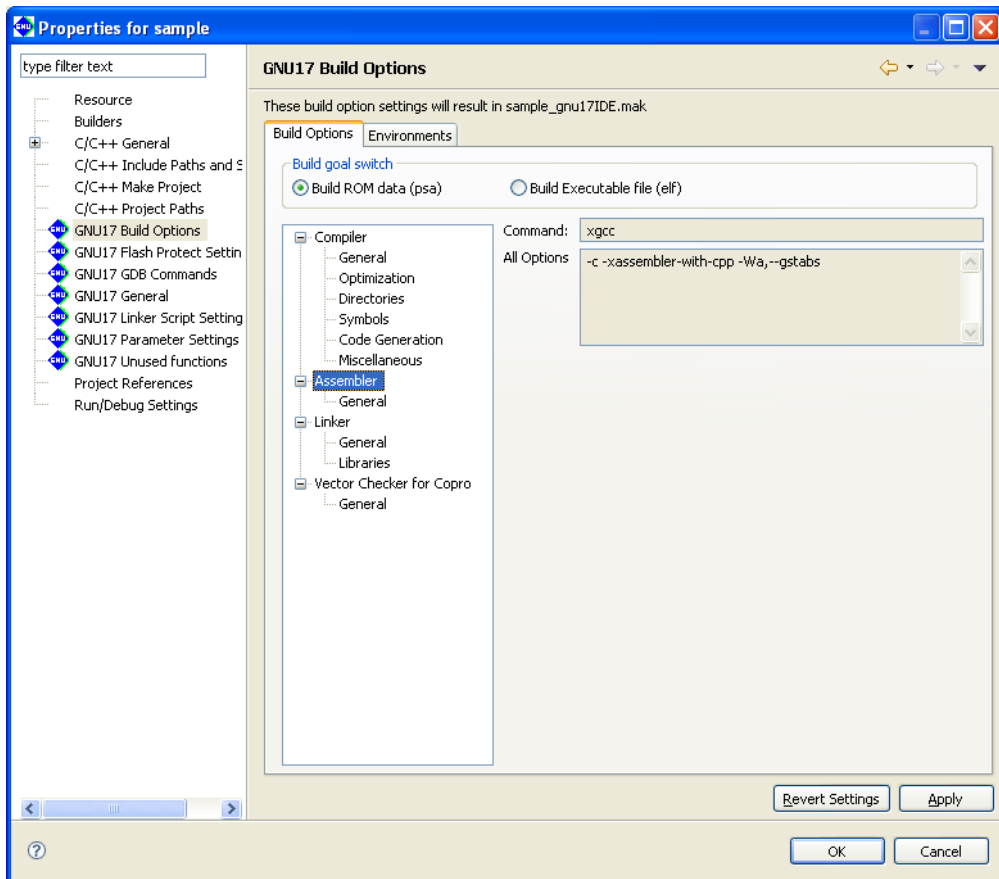 Properties for sample
type filter text
Resource
Builders
C/C++ General
C/C++ Include Paths and S
C/C++ Make Project
C/C++ Project Paths
GNU17 Build Options
GNU17 Flash Protect Settin
GNU17 GDB Commands
GNU17 General
GNU17 Linker Script Setting
GNU17 Parameter Settings
GNU17 Unused functions
Project References
Run/Debug Settings
GNU17 Build Options
These build option settings will result in sample_gnu17IDE.mak
Build Options Environments
Build goal switch
Build ROM data (psa) Build Executable file (elf)
Compiler
General
Optimization
Directories
Symbols
Code Generation
Miscellaneous
Assembler
General
Linker
General
Libraries
Vector Checker for Copro
General
Command: xgcc
All Options -c -xassembler-with-cpp -Wa,--gstabs
Revert Settings Apply
OK Cancel